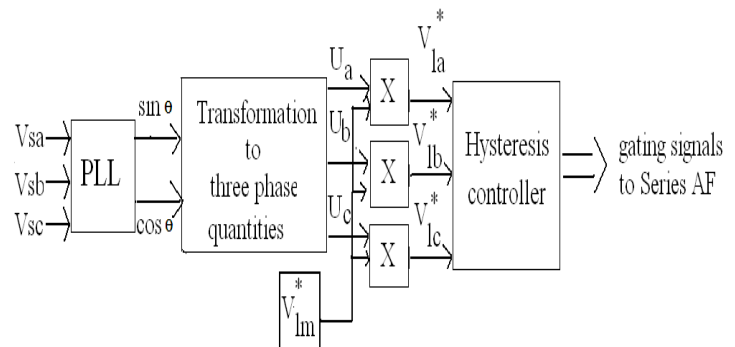 Vsa
Vsb
Vsc
PLL
sin θ
cos θ
Transformation
to
three phase
quantities
Ua
Ub
Uc
X
X
X
V*lm
V*la
V*lb
V*lc
Hysteresis
controller
gating signals
to Series AF